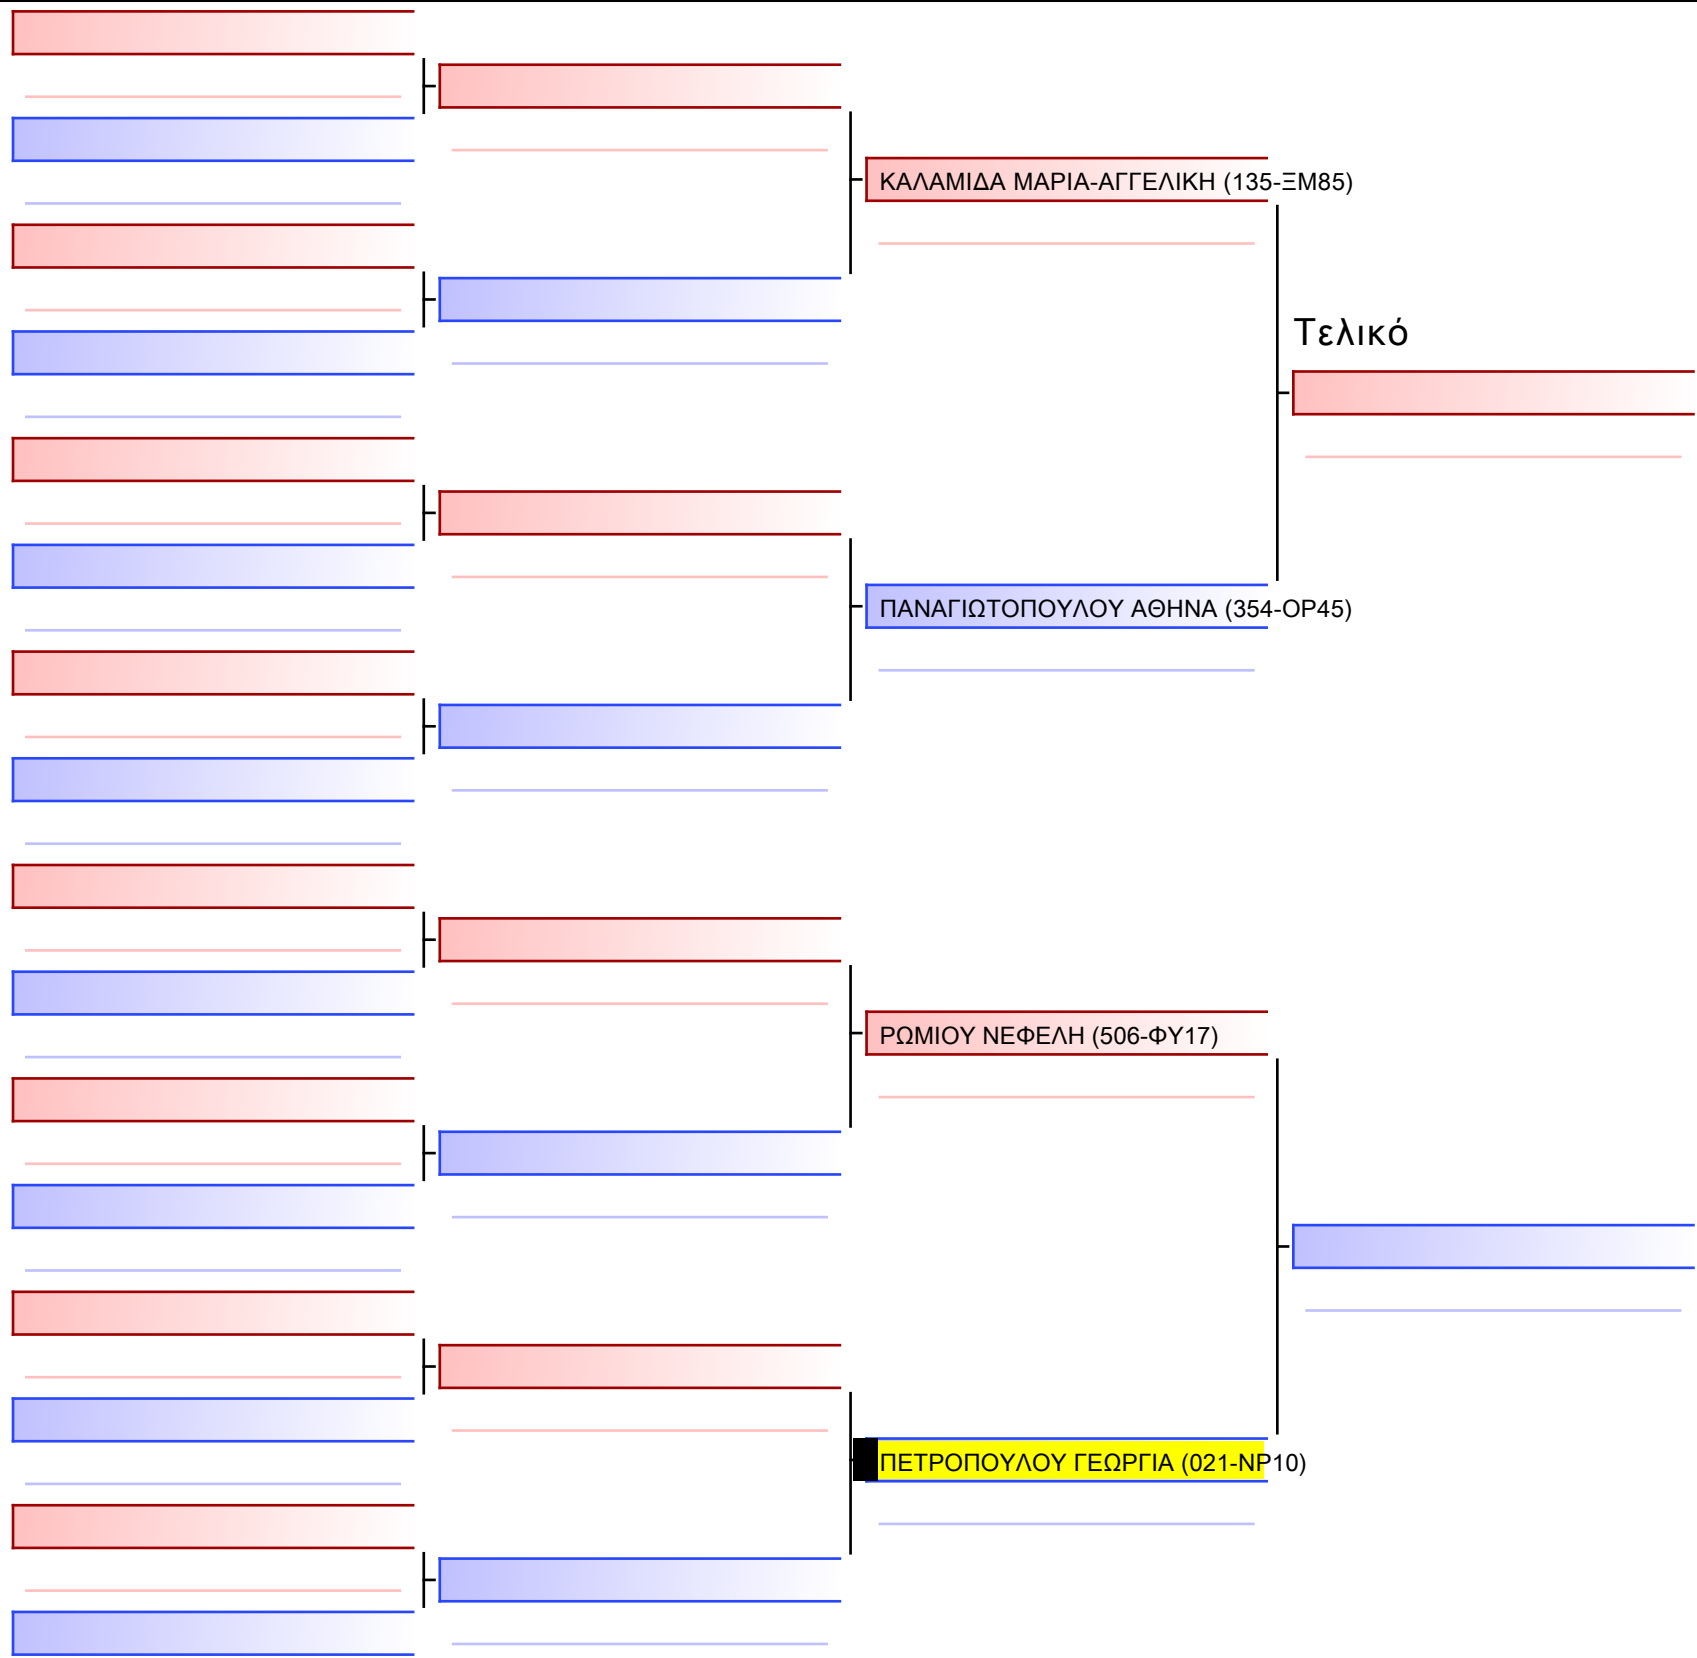 ΚΑΛΑΜΙΔΑ ΜΑΡΙΑ-ΑΓΓΕΛΙΚΗ (135-ΞΜ85)
Τελικό
ΠΑΝΑΓΙΩΤΟΠΟΥΛΟΥ ΑΘΗΝΑ (354-ΟΡ45)
ΡΩΜΙΟΥ ΝΕΦΕΛΗ (506-ΦΥ17)
ΠΕΤΡΟΠΟΥΛΟΥ ΓΕΩΡΓΙΑ (021-ΝΡ10)